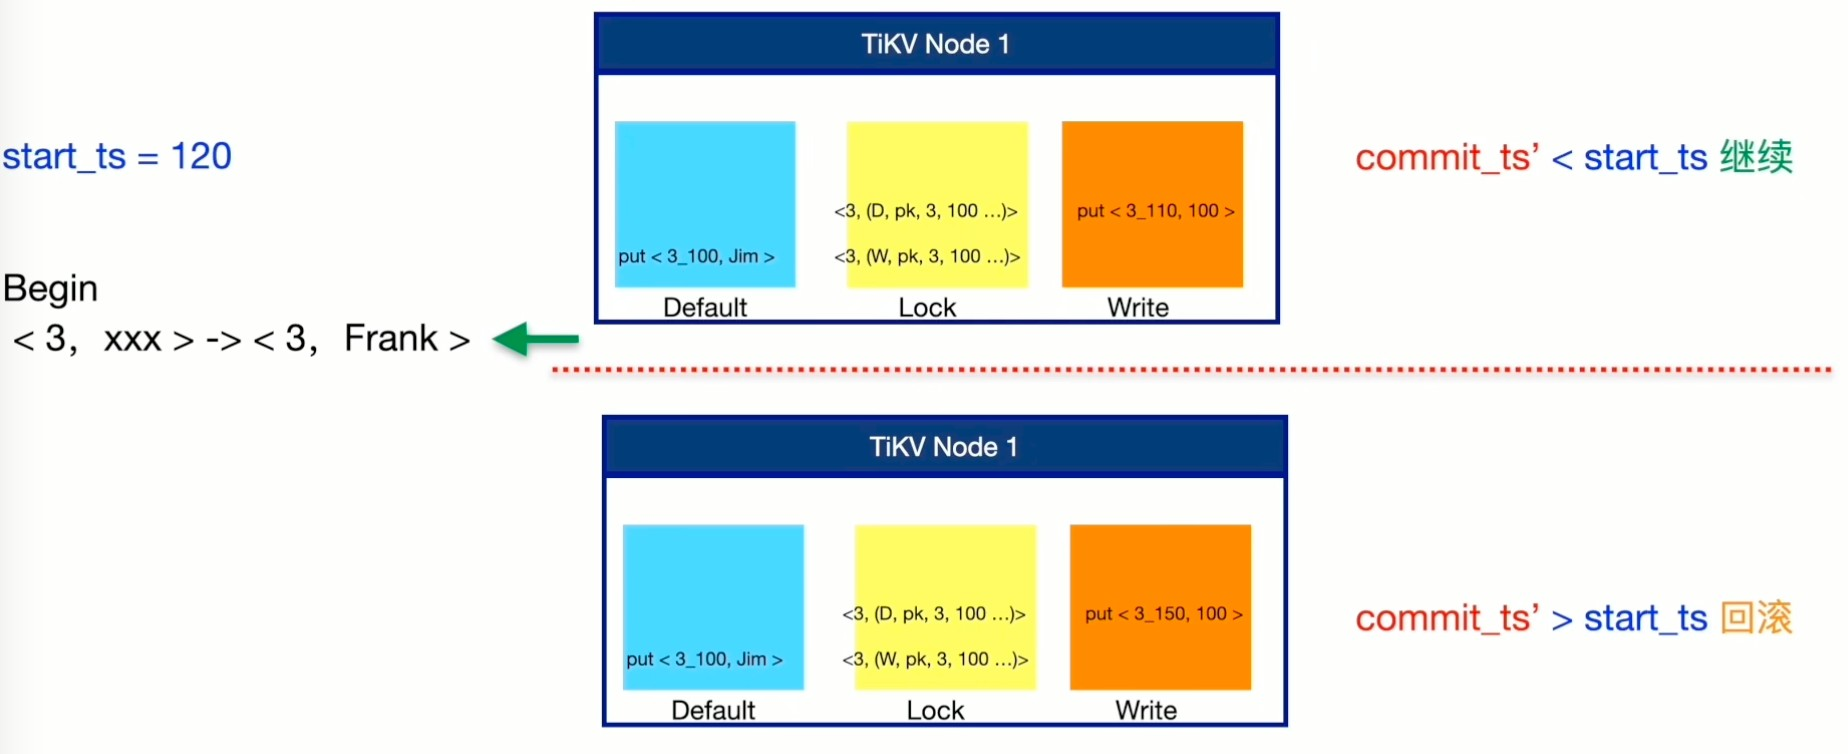 start_ts = 120
Begin
< 3, xxx > -> < 3, Frank >
TiKV Node 1
put < 3_100, Jim >
Default
<3, (D, pk, 3, 100 ...)>
<3, (W, pk, 3, 100 ...)>
Lock
put < 3_110, 100 >
Write
commit_ts’ < start_ts 继续
TiKV Node 1
put < 3_100, Jim >
Default
<3, (D, pk, 3, 100 ...)>
<3, (W, pk, 3, 100 ...)>
Lock
put < 3_150, 100 >
Write
commit_ts’ > start_ts 回滚